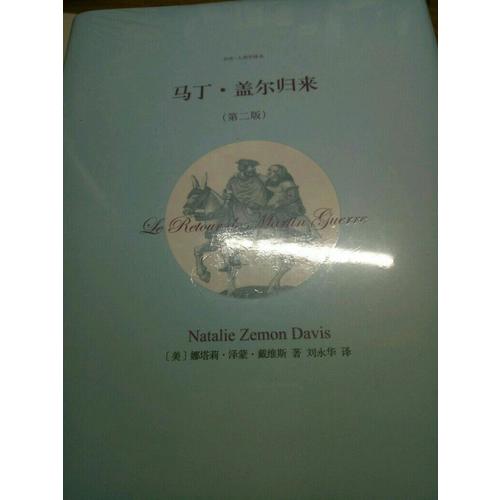 马丁·盖尔归来
(第二版)
Le Retour de Martin Guerre
Natalie Zemon Davis
[美]娜塔莉·泽蒙·戴维斯 著 刘永华 译